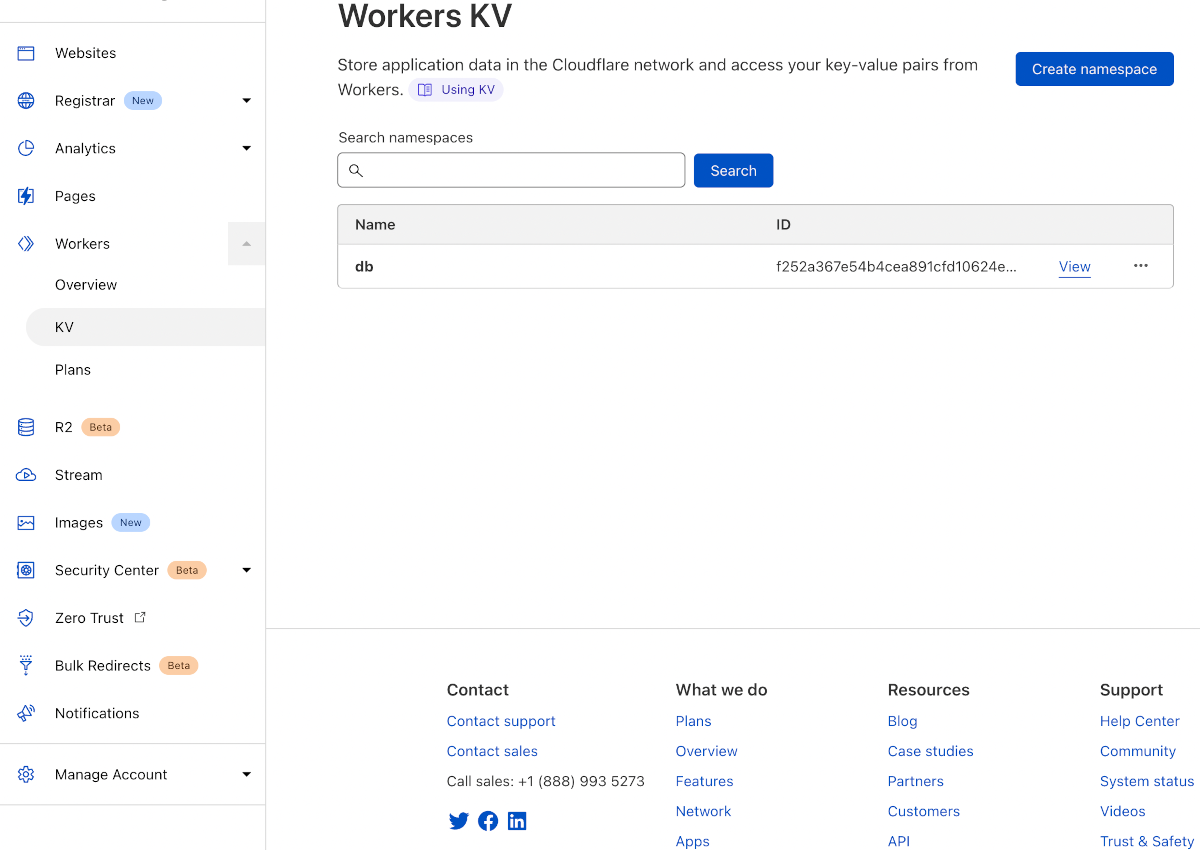 Workers KV
Websites
Registrar New
Analytics
Pages
Workers
Overview
KV
Plans
R2 Beta
Stream
Images New
Security Center Beta
Zero Trust
Bulk Redirects Beta
Notifications
Manage Account
Store application data in the Cloudflare network and access your key-value pairs from
Workers. Using KV
Create namespace
Search namespaces
Search
Name ID
db f252a367e54b4cea891cfd10624e... View
Contact
Contact support
Contact sales
Call sales: +1 (888) 993 5273
What we do
Plans
Overview
Features
Network
Apps
Resources
Blog
Case studies
Partners
Customers
API
Support
Help Center
Community
System status
Videos
Trust & Safety